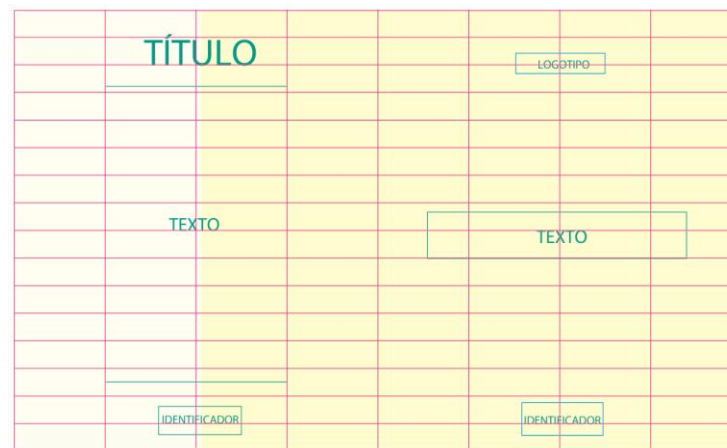 TÍTULO
LOGOTIPO
TEXTO
TEXTO
IDENTIFICADOR
IDENTIFICADOR